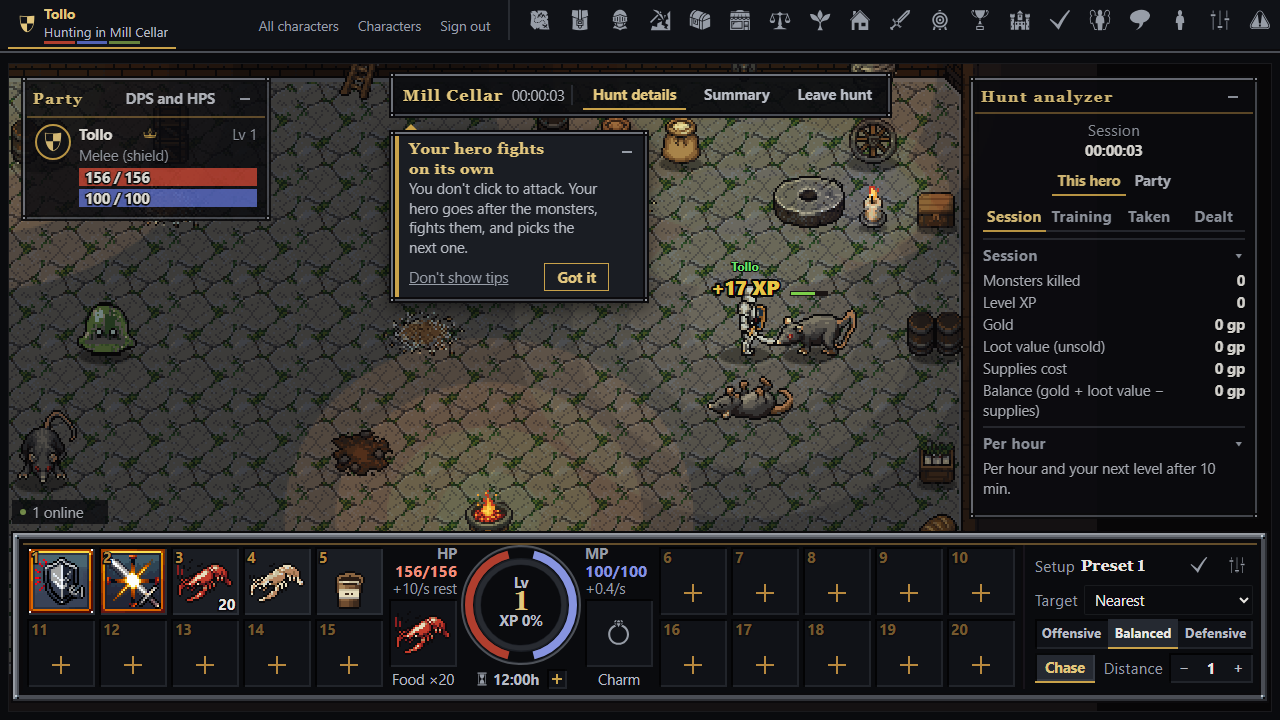 Tollo
Hunting in Mill Cellar
All characters
Characters
Sign out
Party
DPS and HPS
Tollo
Lv 1
Melee (shield)
156 / 156
100 / 100
Mill Cellar
00:00:03
Hunt details
Summary
Leave hunt
Your hero fights
on its own
You don't click to attack. Your
hero goes after the monsters,
fights them, and picks the
next one.
Don't show tips
Got it
Tollo
+17 XP
Hunt analyzer
Session
00:00:03
This hero
Party
Session
Training
Taken
Dealt
Session
Monsters killed 0
Level XP 0
Gold 0 gp
Loot value (unsold) 0 gp
Supplies cost 0 gp
Balance (gold + loot value − 0 gp
supplies)
Per hour
Per hour and your next level after 10
min.
1 online
1
2
3
20
4
5
HP
156/156
+10/s rest
Lv
1
XP 0%
MP
100/100
+0.4/s
6
7
8
9
10
11
12
13
14
15
Food ×20
12:00h
Charm
16
17
18
19
20
Setup Preset 1
Target Nearest
Offensive
Balanced
Defensive
Chase
Distance − 1 +